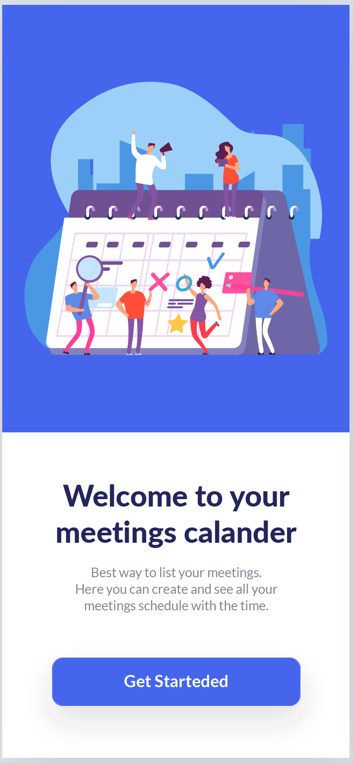 Welcome to your
meetings calander
Best way to list your meetings.
Here you can create and see all your
meetings schedule with the time.
Get Starteded